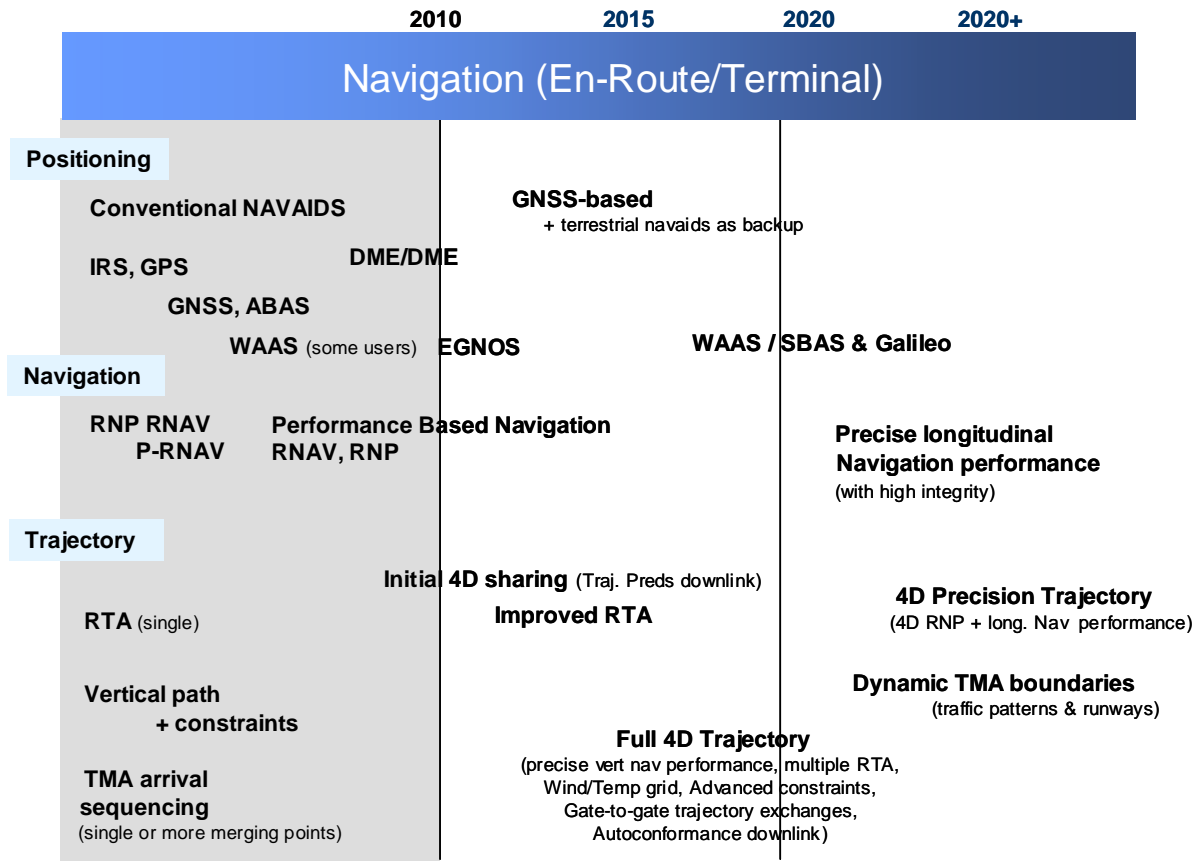 2010 2015 2020 2020+
Navigation (En-Route/Terminal)
Positioning
Conventional NAVAIDS
GNSS-based
+ terrestrial navaids as backup
DME/DME
IRS, GPS
GNSS, ABAS
WAAS (some users) EGNOS
WAAS / SBAS & Galileo
Navigation
RNP RNAV
P-RNAV
Performance Based Navigation
RNAV, RNP
Precise longitudinal
Navigation performance
(with high integrity)
Trajectory
Initial 4D sharing (Traj. Preds downlink)
Improved RTA
RTA (single)
4D Precision Trajectory
(4D RNP + long. Nav performance)
Vertical path
+ constraints
Dynamic TMA boundaries
(traffic patterns & runways)
Full 4D Trajectory
(precise vert nav performance, multiple RTA,
Wind/Temp grid, Advanced constraints,
Gate-to-gate trajectory exchanges,
Autoconformance downlink)
TMA arrival
sequencing
(single or more merging points)